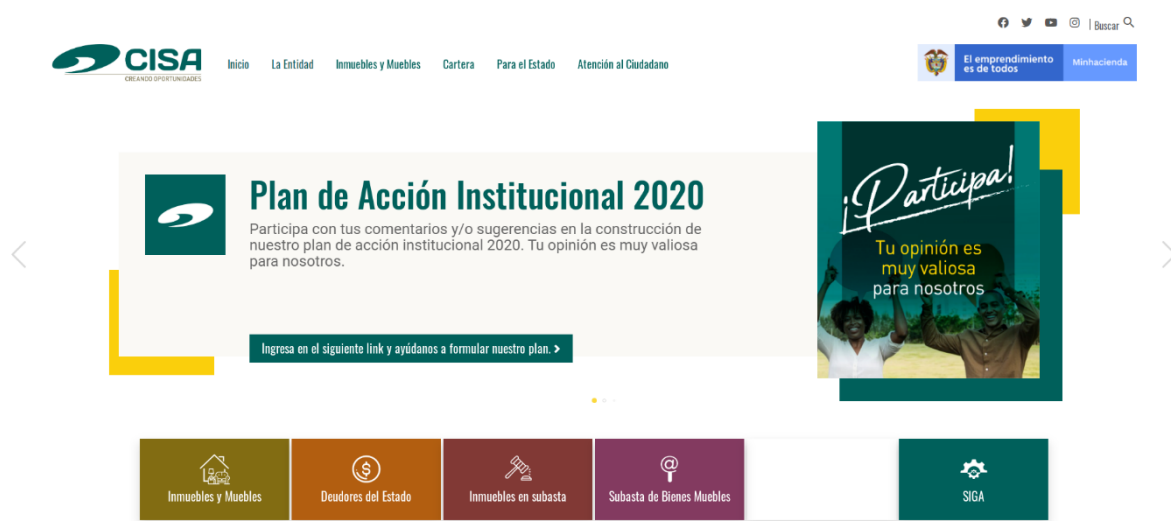 Buscar
CISA
CREANDO OPORTUNIDADES
Inicio La Entidad Inmuebles y Muebles Cartera Para el Estado Atención al Ciudadano
El emprendimiento
es de todos
Minhacienda
Plan de Acción Institucional 2020
Participa con tus comentarios y/o sugerencias en la construcción de
nuestro plan de acción institucional 2020. Tu opinión es muy valiosa
para nosotros.
Ingresa en el siguiente link y ayúdanos a formular nuestro plan.
¡Participa!
Tu opinión es
muy valiosa
para nosotros
Inmuebles y Muebles
Deudores del Estado
Inmuebles en subasta
Subasta de Bienes Muebles
SIGA